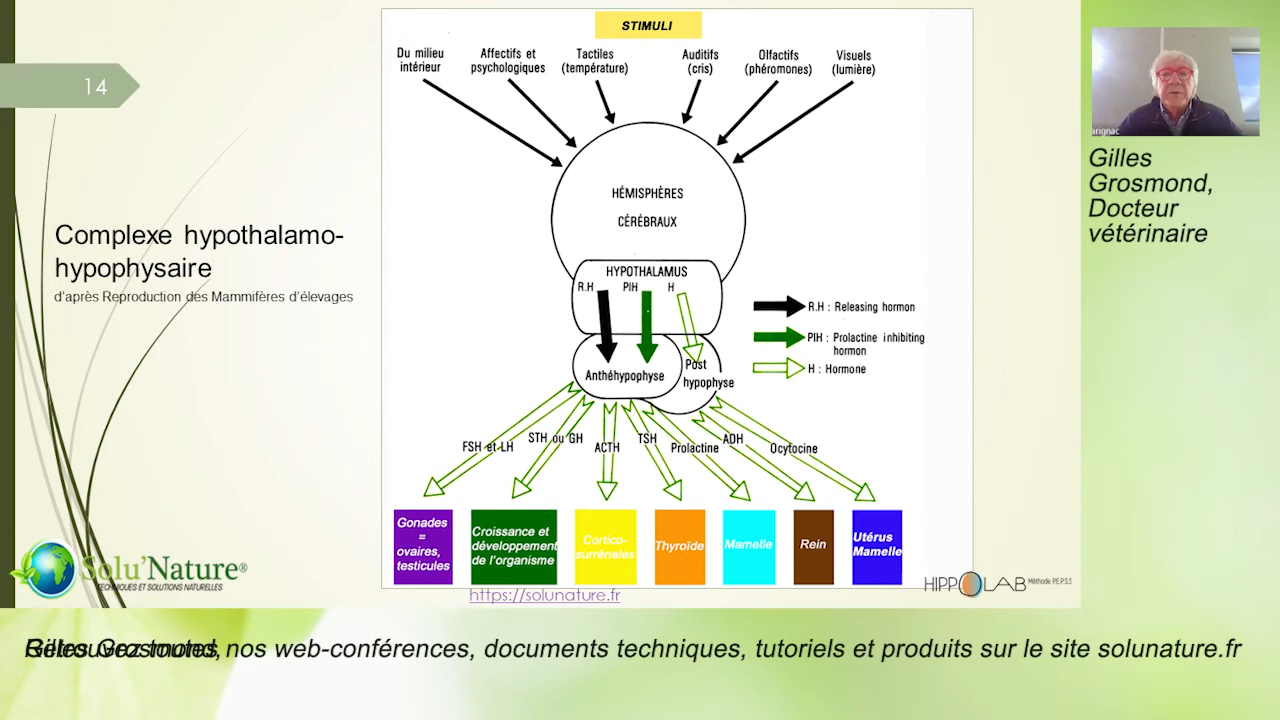 14
Complexe hypothalamo-
hypophysaire
d'après Reproduction des Mammifères d'élevages
STIMULI
Du milieu
intérieur
Affectifs et
psychologiques
Tactiles
(température)
Auditifs
(cris)
Olfactifs
(phéromones)
Visuels
(lumière)
HÉMISPHÈRES
CÉRÉBRAUX
HYPOTHALAMUS
R.H
PIH
H
Anthéhypophyse
Post
hypophyse
R.H : Releasing hormon
PIH : Prolactine inhibiting
hormon
H : Hormone
FSH et LH
STH ou GH
ACTH
TSH
Prolactine
ADH
Ocytocine
Gonades
=
ovaires,
testicules
Croissance et
développement
de l'organisme
Cortico-
surrénales
Thyroïde
Mamelle
Rein
Utérus
Mamelle
Solu'Nature®
TECHNIQUES ET SOLUTIONS NATURELLES
https://solunature.fr
HIPPOLAB Méthode P.E.P.S.S
arignac
Gilles
Grosmond,
Docteur
vétérinaire
Gilles Grosmond,
Retrouvez toutes nos web-conférences, documents techniques, tutoriels et produits sur le site solunature.fr